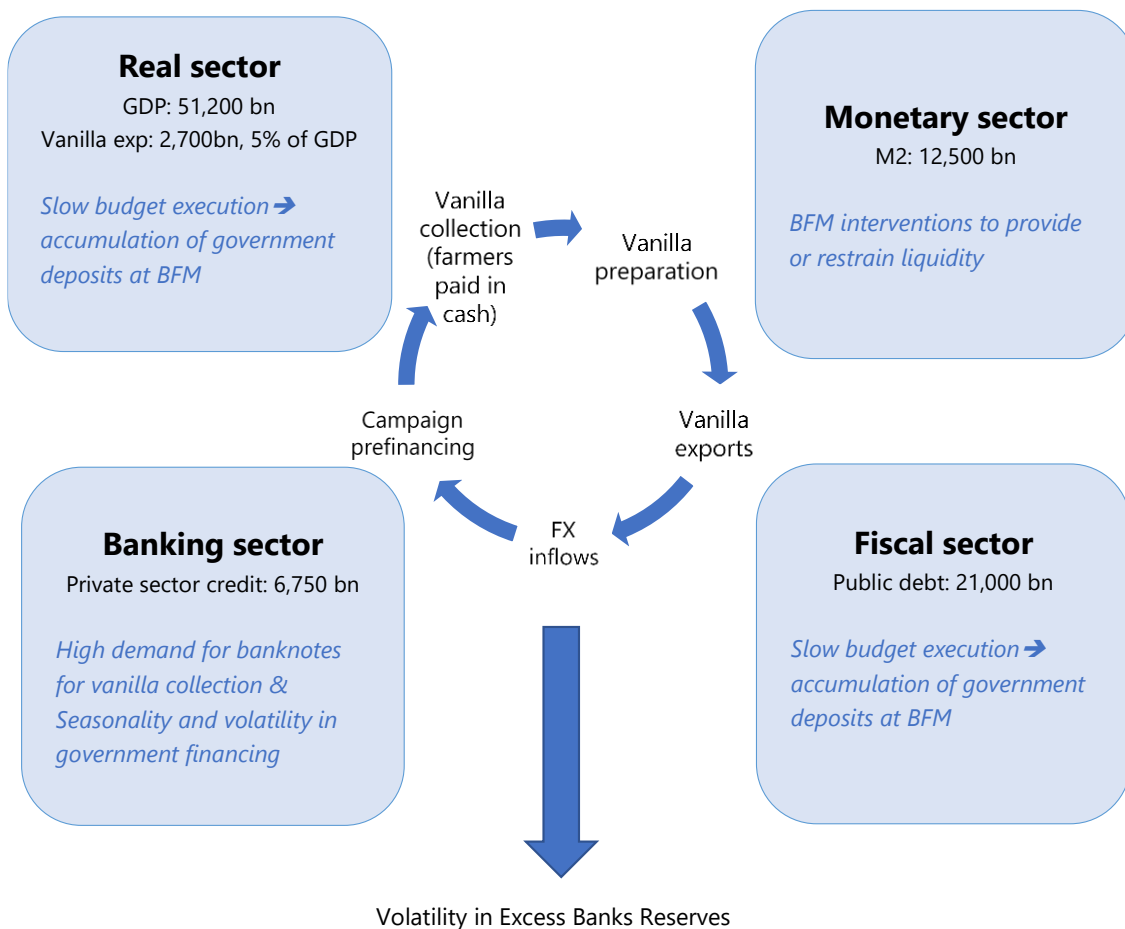 Real sector
GDP: 51,200 bn
Vanilla exp: 2,700bn, 5% of GDP
Slow budget execution➔
accumulation of government
deposits at BFM
Monetary sector
M2: 12,500 bn
BFM interventions to provide
or restrain liquidity
Vanilla
collection
(farmers
paid in
cash)
Vanilla
preparation
Vanilla
exports
FX
inflows
Campaign
prefinancing
Banking sector
Private sector credit: 6,750 bn
High demand for banknotes
for vanilla collection &
Seasonality and volatility in
government financing
Fiscal sector
Public debt: 21,000 bn
Slow budget execution➔
accumulation of government
deposits at BFM
Volatility in Excess Banks Reserves